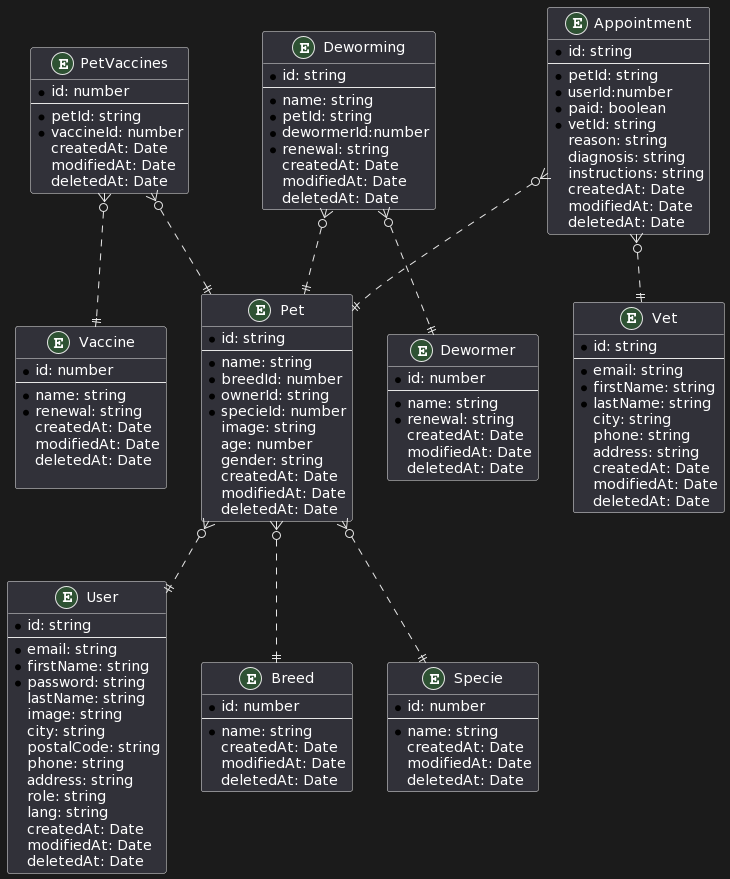 E PetVaccines
id: number
petId: string
vaccineId: number
createdAt: Date
modifiedAt: Date
deletedAt: Date
E Deworming
id: string
name: string
petId: string
dewormerId:number
renewal: string
createdAt: Date
modifiedAt: Date
deletedAt: Date
E Appointment
id: string
petId: string
userId:number
paid: boolean
vetId: string
reason: string
diagnosis: string
instructions: string
createdAt: Date
modifiedAt: Date
deletedAt: Date
E Vaccine
id: number
name: string
renewal: string
createdAt: Date
modifiedAt: Date
deletedAt: Date
E Pet
id: string
name: string
breedId: number
ownerId: string
specieId: number
image: string
age: number
gender: string
createdAt: Date
modifiedAt: Date
deletedAt: Date
E Dewormer
id: number
name: string
renewal: string
createdAt: Date
modifiedAt: Date
deletedAt: Date
E Vet
id: string
email: string
firstName: string
lastName: string
city: string
phone: string
address: string
createdAt: Date
modifiedAt: Date
deletedAt: Date
E User
id: string
email: string
firstName: string
password: string
lastName: string
image: string
city: string
postalCode: string
phone: string
address: string
role: string
lang: string
createdAt: Date
modifiedAt: Date
deletedAt: Date
E Breed
id: number
name: string
createdAt: Date
modifiedAt: Date
deletedAt: Date
E Specie
id: number
name: string
createdAt: Date
modifiedAt: Date
deletedAt: Date